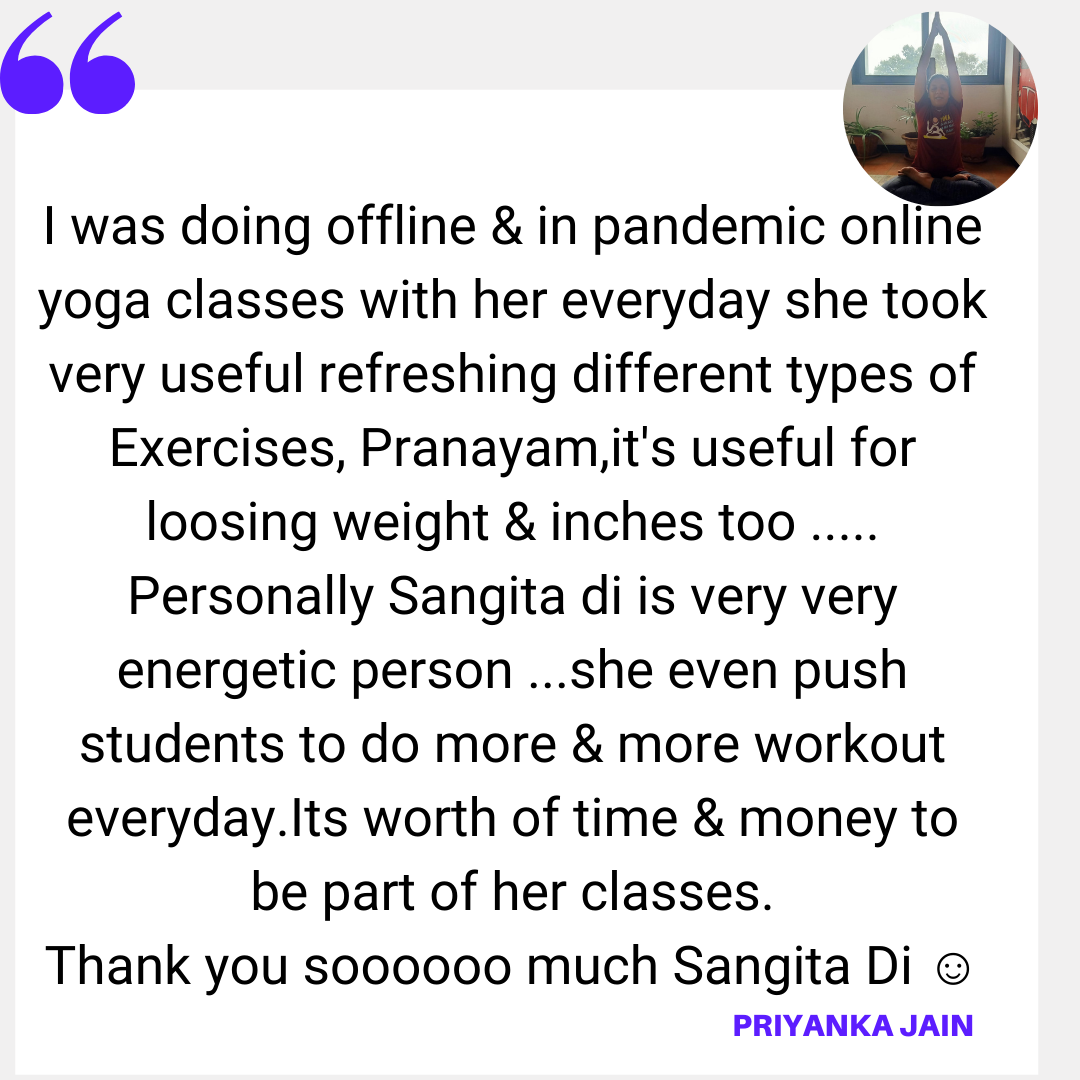 I was doing offline & in pandemic online
yoga classes with her everyday she took
very useful refreshing different types of
Exercises, Pranayam,it's useful for
loosing weight & inches too .....
Personally Sangita di is very very
energetic person ...she even push
students to do more & more workout
everyday.Its worth of time & money to
be part of her classes.
Thank you soooooo much Sangita Di ☺
PRIYANKA JAIN